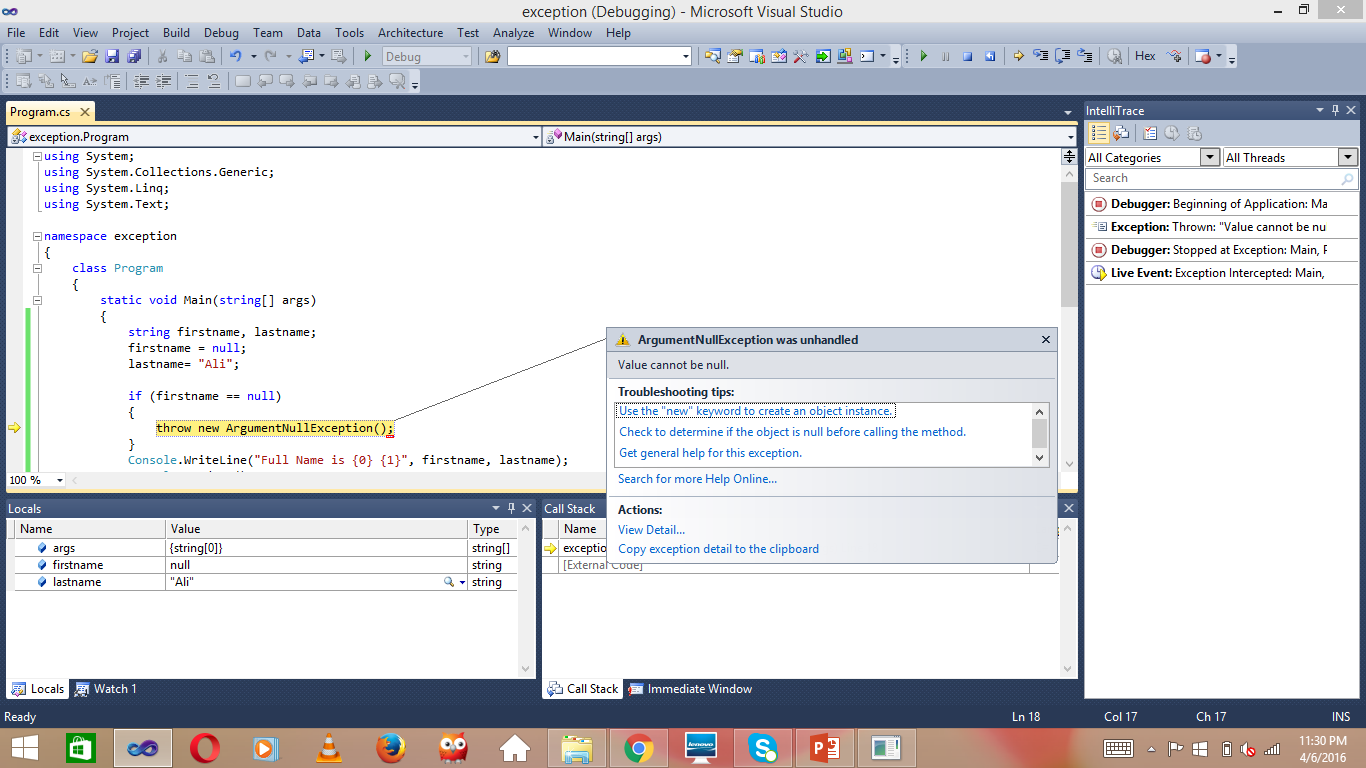 exception (Debugging) - Microsoft Visual Studio
File Edit View Project Build Debug Team Data Tools Architecture Test Analyze Window Help
Debug
Hex
Program.cs
exception.Program
Main(string[] args)
using System;
using System.Collections.Generic;
using System.Linq;
using System.Text;
namespace exception
{
class Program
{
static void Main(string[] args)
{
string firstname, lastname;
firstname = null;
lastname= "Ali";
if (firstname == null)
{
throw new ArgumentNullException();
}
Console.WriteLine("Full Name is {0} {1}", firstname, lastname);
100 %
ArgumentNullException was unhandled
Value cannot be null.
Troubleshooting tips:
Use the "new" keyword to create an object instance.
Check to determine if the object is null before calling the method.
Get general help for this exception.
Search for more Help Online...
Actions:
View Detail...
Copy exception detail to the clipboard
IntelliTrace
All Categories
All Threads
Search
Debugger: Beginning of Application: Ma
Exception: Thrown: "Value cannot be nu
Debugger: Stopped at Exception: Main, P
Live Event: Exception Intercepted: Main,
Locals
Name Value Type
args {string[0]} string[]
firstname null string
lastname "Ali" string
Locals Watch 1
Call Stack
Name
exceptio
[External Code]
Call Stack Immediate Window
Ready
Ln 18 Col 17 Ch 17 INS
lenovo
11:30 PM
4/6/2016